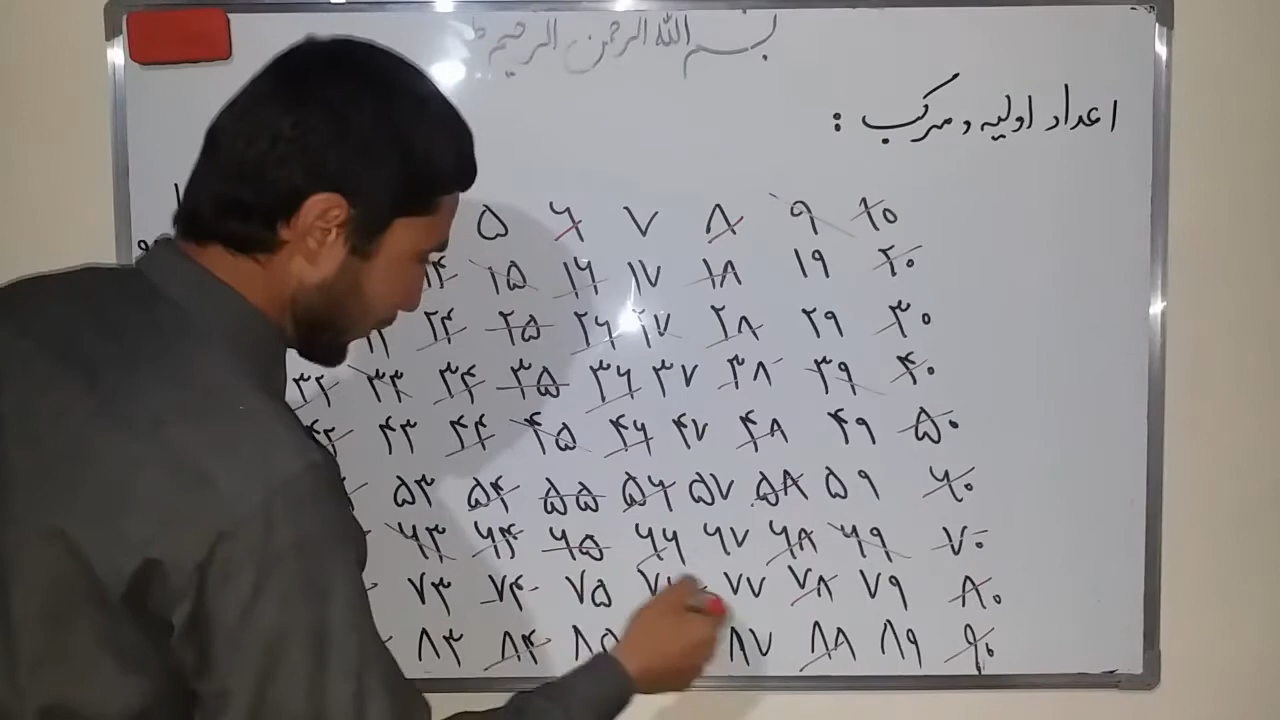 بسم الله الرحمن الرحیم
اعداد اولیه و مرکب :
۵ ۶ ۷ ۸ ۹ ۱۰
۱۴ ۱۵ ۱۶ ۱۷ ۱۸ ۱۹ ۲۰
۲۴ ۲۵ ۲۶ ۲۷ ۲۸ ۲۹ ۳۰
۳۲ ۳۳ ۳۴ ۳۵ ۳۶ ۳۷ ۳۸ ۳۹ ۴۰
۴۲ ۴۳ ۴۴ ۴۵ ۴۶ ۴۷ ۴۸ ۴۹ ۵۰
۵۳ ۵۴ ۵۵ ۵۶ ۵۷ ۵۸ ۵۹ ۶۰
۶۳ ۶۴ ۶۵ ۶۶ ۶۷ ۶۸ ۶۹ ۷۰
۷۳ ۷۴ ۷۵ ۷۷ ۷۸ ۷۹ ۸۰
۸۳ ۸۴ ۸۵ ۸۷ ۸۸ ۸۹ ۹۰